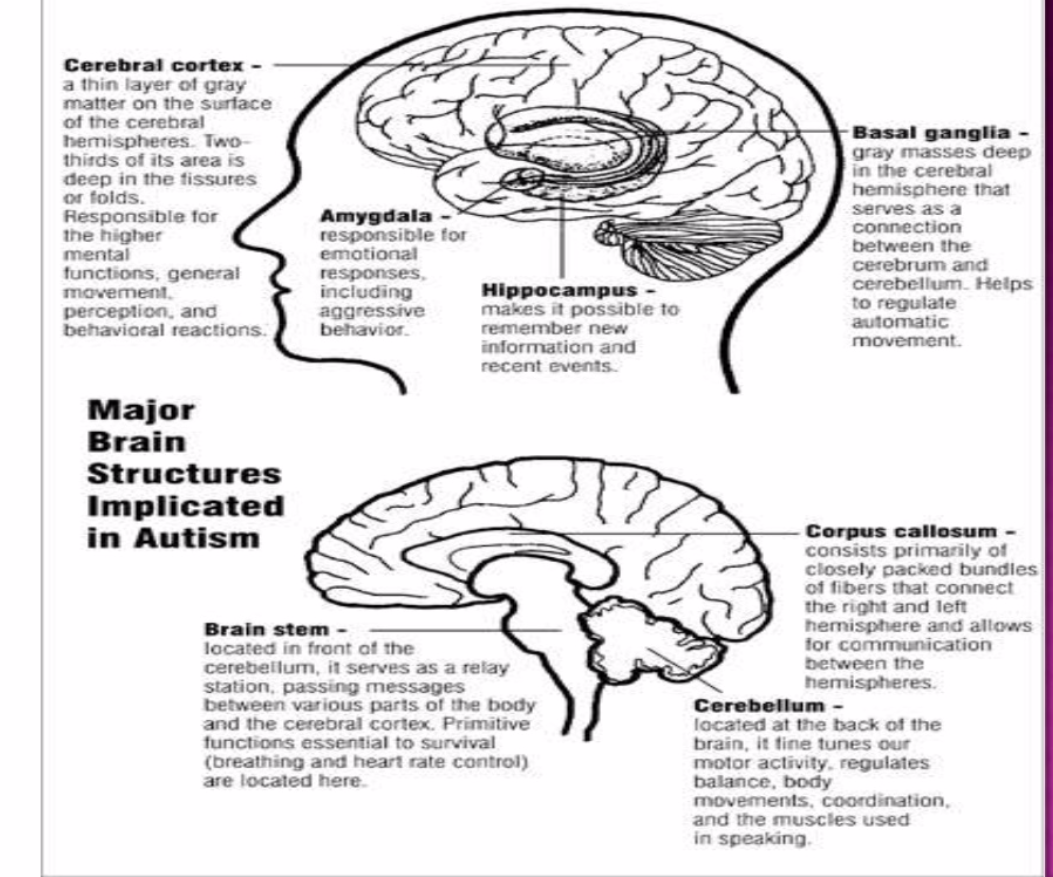 Cerebral cortex -
a thin layer of gray
matter on the surface
of the cerebral
hemispheres. Two-
thirds of its area is
deep in the fissures
or folds.
Responsible for
the higher
mental
functions, general
movement,
perception, and
behavioral reactions.
Amygdala -
responsible for
emotional
responses,
including
aggressive
behavior.
Hippocampus -
makes it possible to
remember new
information and
recent events.
Basal ganglia -
gray masses deep
in the cerebral
hemisphere that
serves as a
connection
between the
cerebrum and
cerebellum. Helps
to regulate
automatic
movement.
Major
Brain
Structures
Implicated
in Autism
Corpus callosum -
consists primarily of
closely packed bundles
of fibers that connect
the right and left
hemisphere and allows
for communication
between the
hemispheres.
Brain stem -
located in front of the
cerebellum, it serves as a relay
station, passing messages
between various parts of the body
and the cerebral cortex. Primitive
functions essential to survival
(breathing and heart rate control)
are located here.
Cerebellum -
located at the back of the
brain, it fine tunes our
motor activity, regulates
balance, body
movements, coordination,
and the muscles used
in speaking.